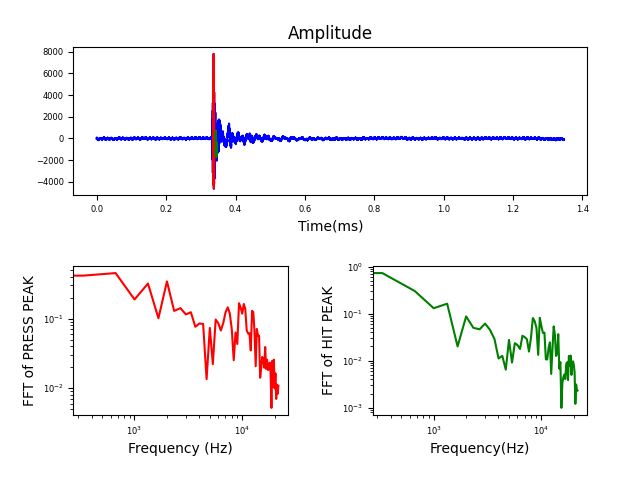 Amplitude
8000
6000
4000
2000
0
−2000
−4000
0.0 0.2 0.4 0.6 0.8 1.0 1.2 1.4
Time(ms)
FFT of PRESS PEAK
10⁻¹
10⁻²
10³ 10⁴
Frequency (Hz)
FFT of HIT PEAK
10⁰
10⁻¹
10⁻²
10⁻³
10³ 10⁴
Frequency(Hz)